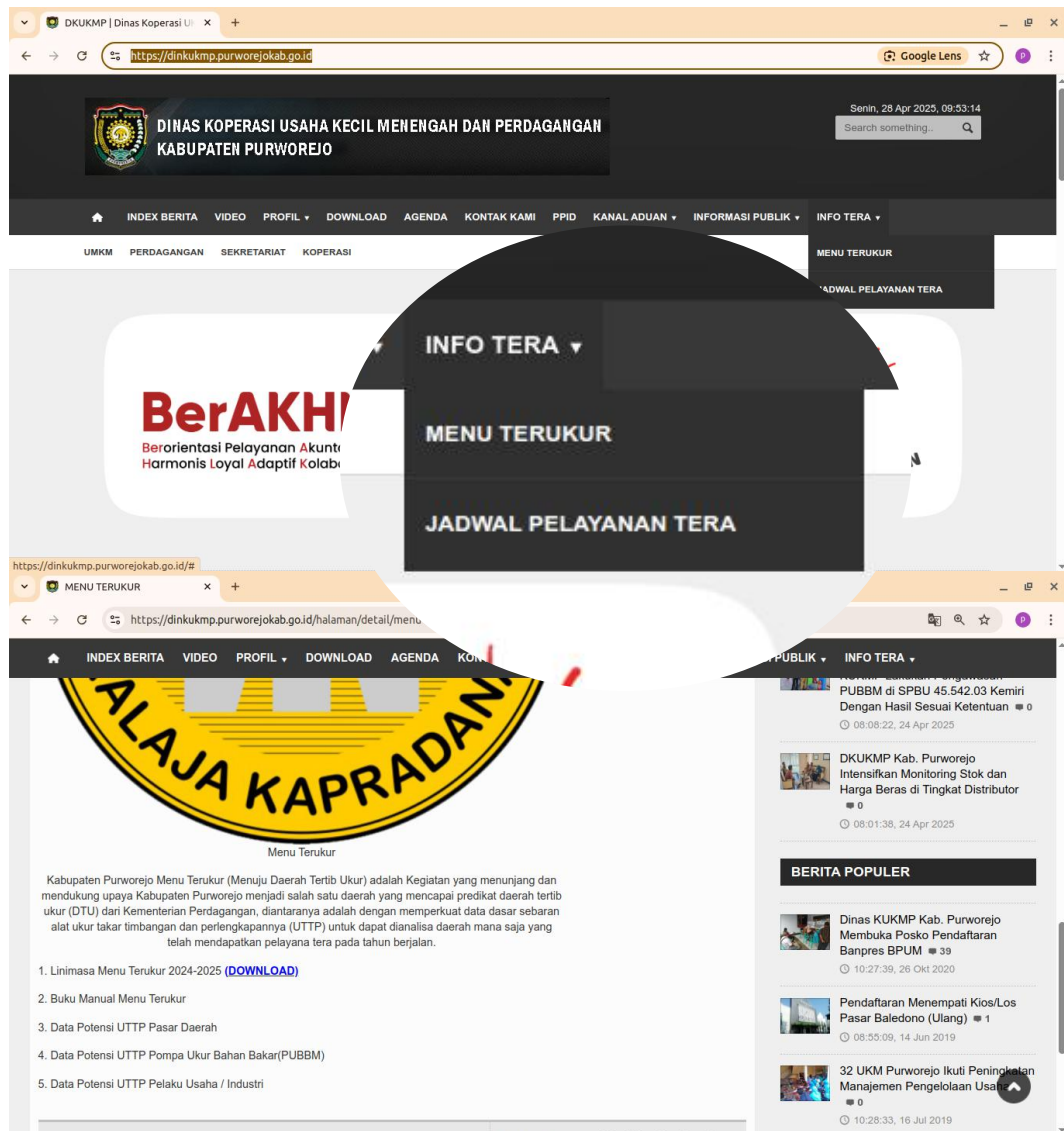 DKUKMP | Dinas Koperasi U
https://dinkukmp.purworejokab.go.id
Google Lens
P
DINAS KOPERASI USAHA KECIL MENENGAH DAN PERDAGANGAN
KABUPATEN PURWOREJO
Senin, 28 Apr 2025, 09:53:14
Search something..
INDEX BERITA VIDEO PROFIL ▾ DOWNLOAD AGENDA KONTAK KAMI PPID KANAL ADUAN ▾ INFORMASI PUBLIK ▾ INFO TERA ▾
UMKM PERDAGANGAN SEKRETARIAT KOPERASI
MENU TERUKUR
JADWAL PELAYANAN TERA
INFO TERA ▾
MENU TERUKUR
JADWAL PELAYANAN TERA
BerAKH
Berorientasi Pelayanan Akunt
Harmonis Loyal Adaptif Kolab
https://dinkukmp.purworejokab.go.id/#
MENU TERUKUR
https://dinkukmp.purworejokab.go.id/halaman/detail/menu
P
INDEX BERITA VIDEO PROFIL ▾ DOWNLOAD AGENDA KON PUBLIK ▾ INFO TERA ▾
ALAJA KAPRADAN
Menu Terukur
Kabupaten Purworejo Menu Terukur (Menuju Daerah Tertib Ukur) adalah Kegiatan yang menunjang dan
mendukung upaya Kabupaten Purworejo menjadi salah satu daerah yang mencapai predikat daerah tertib
ukur (DTU) dari Kementerian Perdagangan, diantaranya adalah dengan memperkuat data dasar sebaran
alat ukur takar timbangan dan perlengkapannya (UTTP) untuk dapat dianalisa daerah mana saja yang
telah mendapatkan pelayana tera pada tahun berjalan.
1. Linimasa Menu Terukur 2024-2025 (DOWNLOAD)
2. Buku Manual Menu Terukur
3. Data Potensi UTTP Pasar Daerah
4. Data Potensi UTTP Pompa Ukur Bahan Bakar(PUBBM)
5. Data Potensi UTTP Pelaku Usaha / Industri
PUBBM di SPBU 45.542.03 Kemiri
Dengan Hasil Sesuai Ketentuan 0
08:08:22, 24 Apr 2025
DKUKMP Kab. Purworejo
Intensifkan Monitoring Stok dan
Harga Beras di Tingkat Distributor
0
08:01:38, 24 Apr 2025
BERITA POPULER
Dinas KUKMP Kab. Purworejo
Membuka Posko Pendaftaran
Banpres BPUM 39
10:27:39, 26 Okt 2020
Pendaftaran Menempati Kios/Los
Pasar Baledono (Ulang) 1
08:55:09, 14 Jun 2019
32 UKM Purworejo Ikuti Peningkatan
Manajemen Pengelolaan Usaha
0
10:28:33, 16 Jul 2019